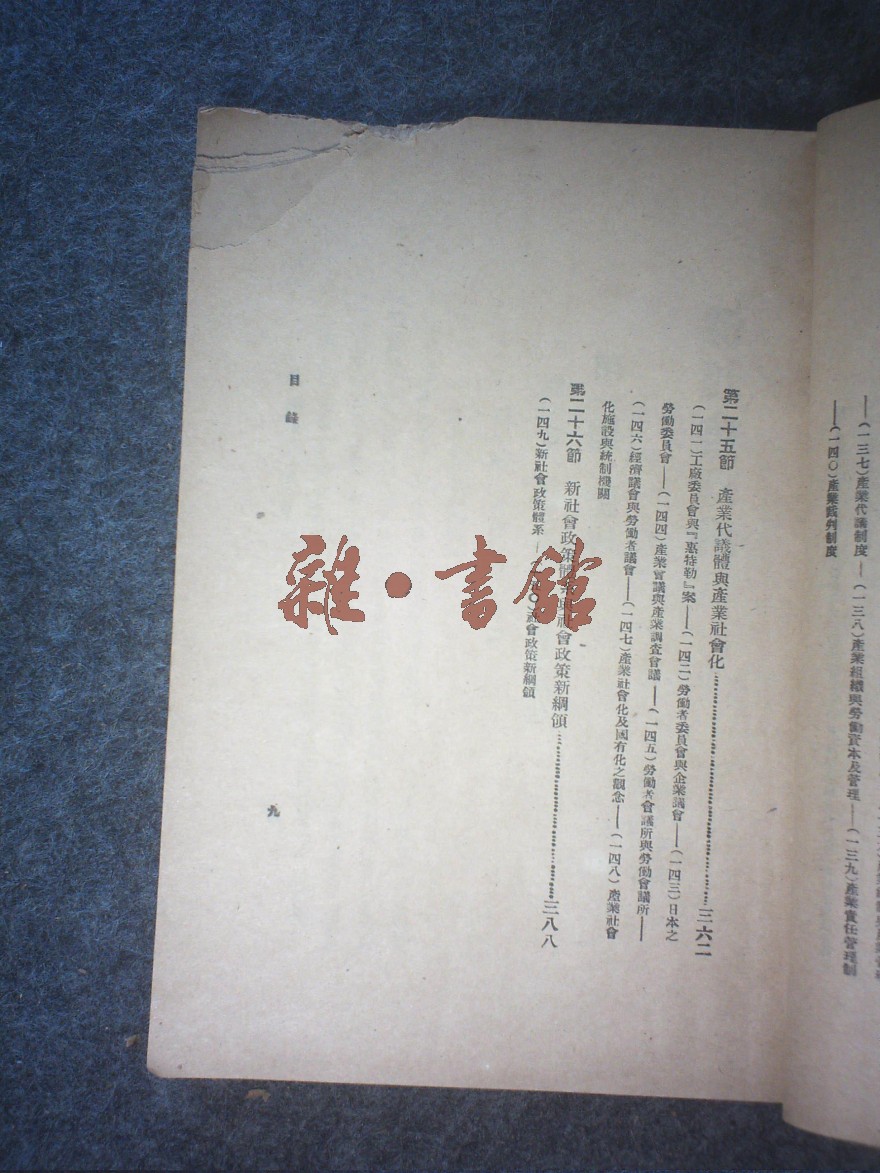 ——(一三七)產業代議制度——(一三八)產業組織與勞働資本及管理——(一三九)產業責任管理制
——(一四〇)產業裁判制度
第二十五節　產業代議體與產業社會化……三六二
(一四一)工廠委員會與『惠特勒』案——(一四二)勞働者委員會與企業議會——(一四三)日本之
勞働委員會——(一四四)產業會議與產業調查會議——(一四五)勞働者會議所與勞働會議所——
(一四六)經濟議會與勞働者議會——(一四七)產業社會化及國有化之觀念——(一四八)產業社會
化施設與統制機關
第二十六節　新社會政策體系與社會政策新綱領……三八八
(一四九)新社會政策體系——(一五〇)社會政策新綱領
目錄
九
雜·書館